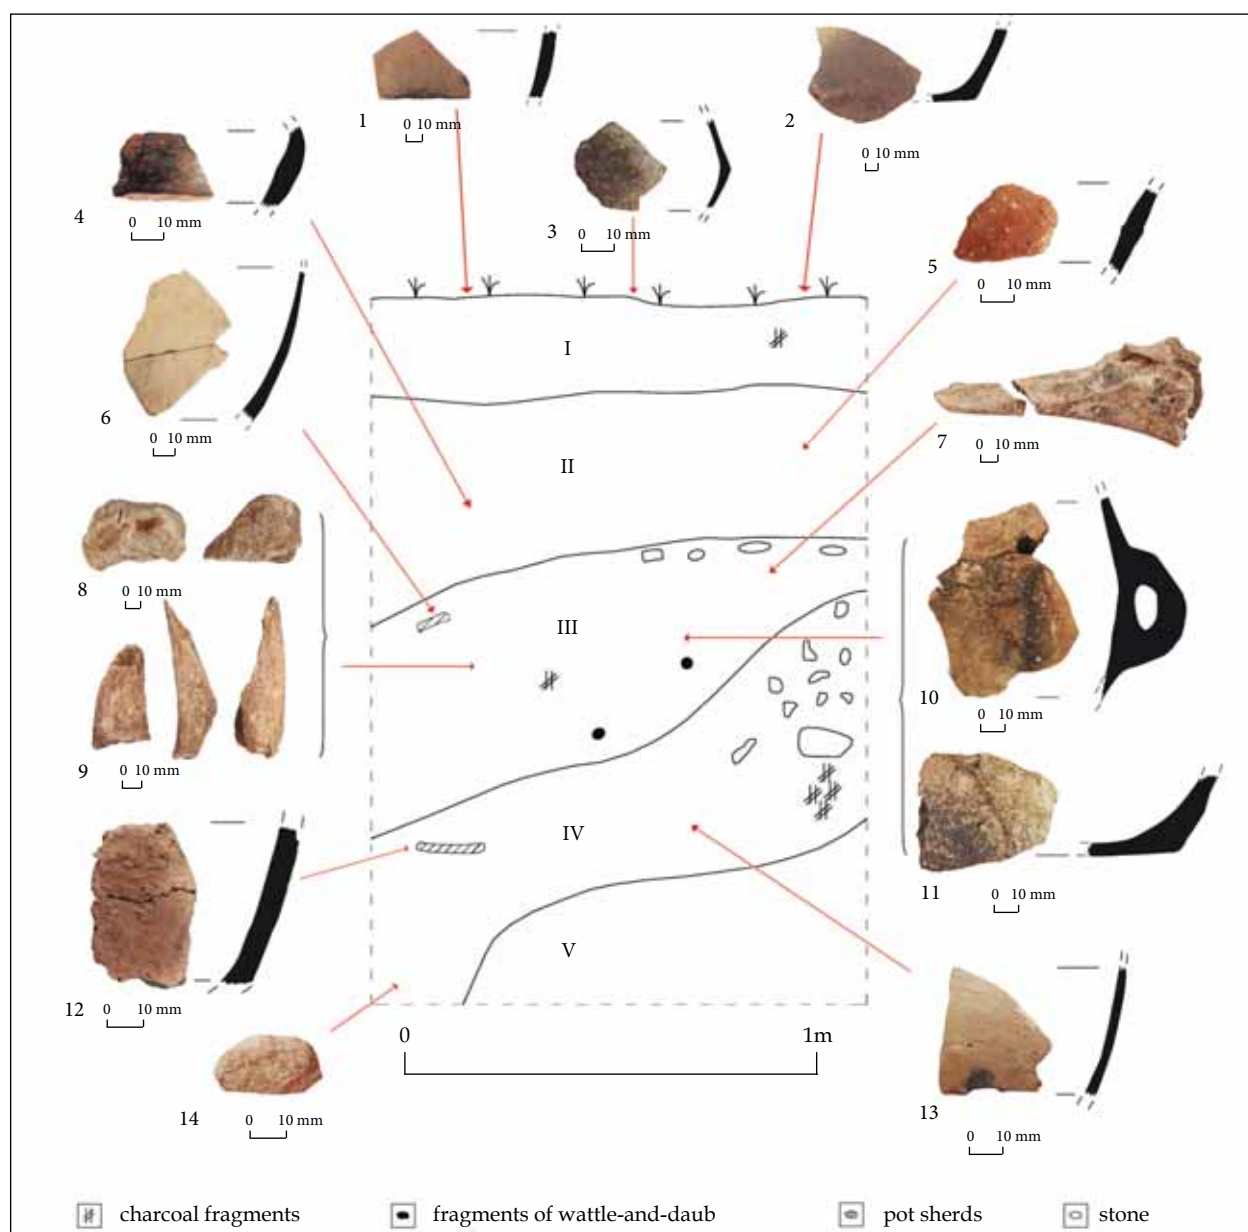 1
0 10 mm
2
0 10 mm
3
0 10 mm
4
0 10 mm
5
0 10 mm
6
0 10 mm
7
0 10 mm
8
0 10 mm
9
0 10 mm
10
0 10 mm
11
0 10 mm
12
0 10 mm
13
0 10 mm
14
0 10 mm
I
II
III
IV
V
0 1m
charcoal fragments
fragments of wattle-and-daub
pot sherds
stone